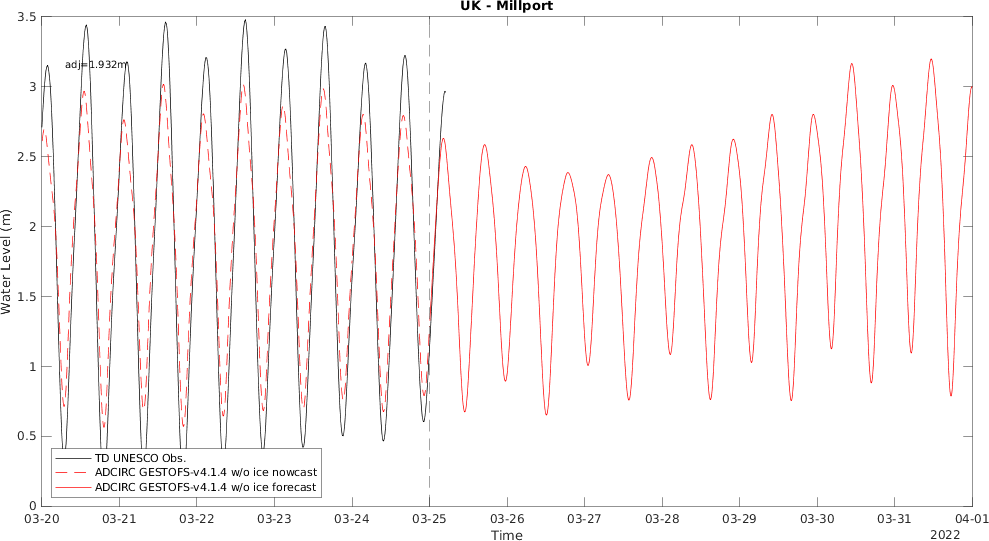 UK - Millport
3.5
3
2.5
2
1.5
1
0.5
0
Water Level (m)
adj=1.932m
TD UNESCO Obs.
ADCIRC GESTOFS-v4.1.4 w/o ice nowcast
ADCIRC GESTOFS-v4.1.4 w/o ice forecast
03-20 03-21 03-22 03-23 03-24 03-25 03-26 03-27 03-28 03-29 03-30 03-31 04-01
Time
2022